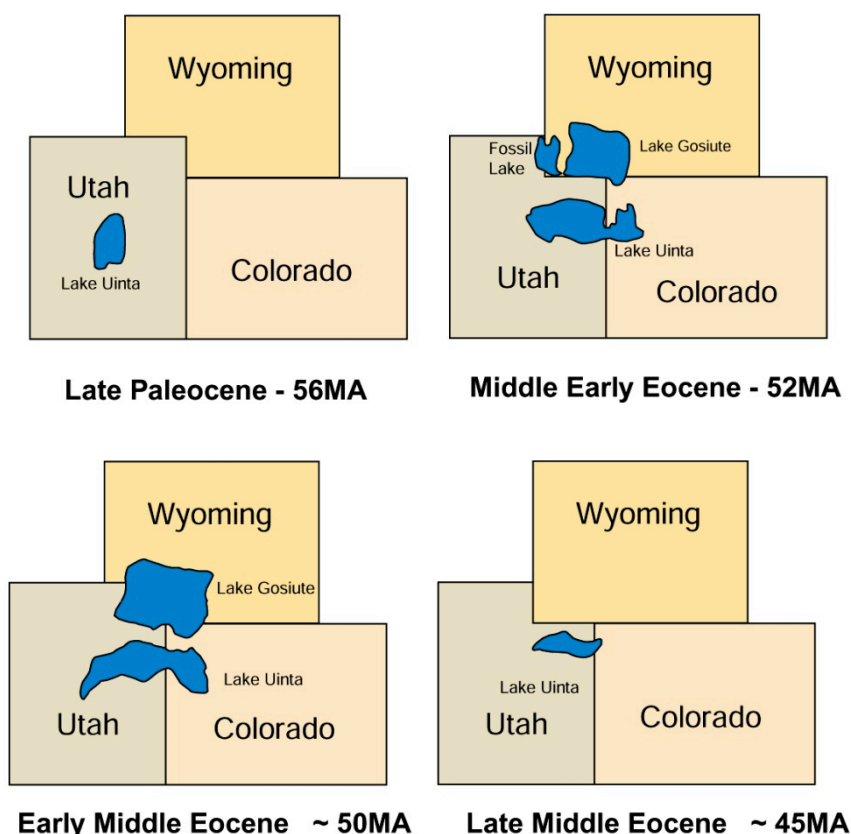 Wyoming
Utah
Lake Uinta
Colorado
Late Paleocene - 56MA
Wyoming
Fossil
Lake
Lake Gosiute
Lake Uinta
Utah
Colorado
Middle Early Eocene - 52MA
Wyoming
Lake Gosiute
Lake Uinta
Utah
Colorado
Early Middle Eocene ~ 50MA
Wyoming
Lake Uinta
Utah
Colorado
Late Middle Eocene ~ 45MA